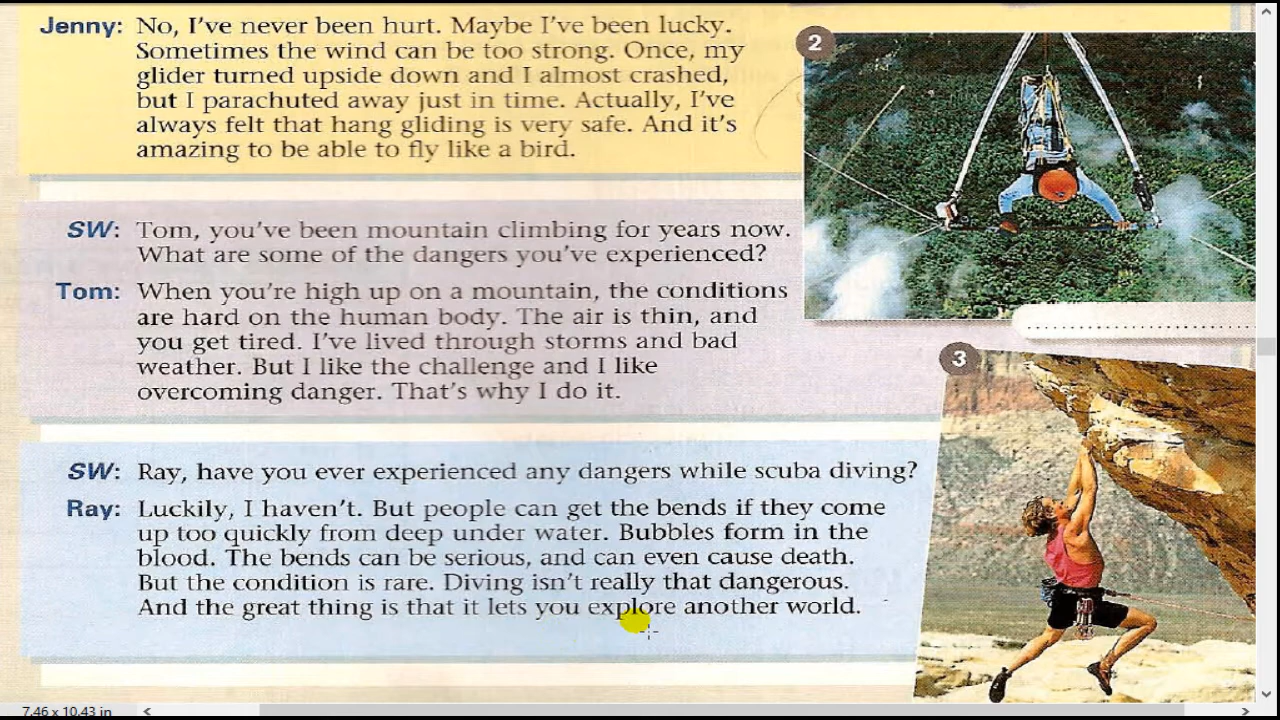 Jenny: No, I've never been hurt. Maybe I've been lucky.
Sometimes the wind can be too strong. Once, my
glider turned upside down and I almost crashed,
but I parachuted away just in time. Actually, I've
always felt that hang gliding is very safe. And it's
amazing to be able to fly like a bird.
2
SW: Tom, you've been mountain climbing for years now.
What are some of the dangers you've experienced?
Tom: When you're high up on a mountain, the conditions
are hard on the human body. The air is thin, and
you get tired. I've lived through storms and bad
weather. But I like the challenge and I like
overcoming danger. That's why I do it.
3
SW: Ray, have you ever experienced any dangers while scuba diving?
Ray: Luckily, I haven't. But people can get the bends if they come
up too quickly from deep under water. Bubbles form in the
blood. The bends can be serious, and can even cause death.
But the condition is rare. Diving isn't really that dangerous.
And the great thing is that it lets you explore another world.
7.46 x 10.43 in